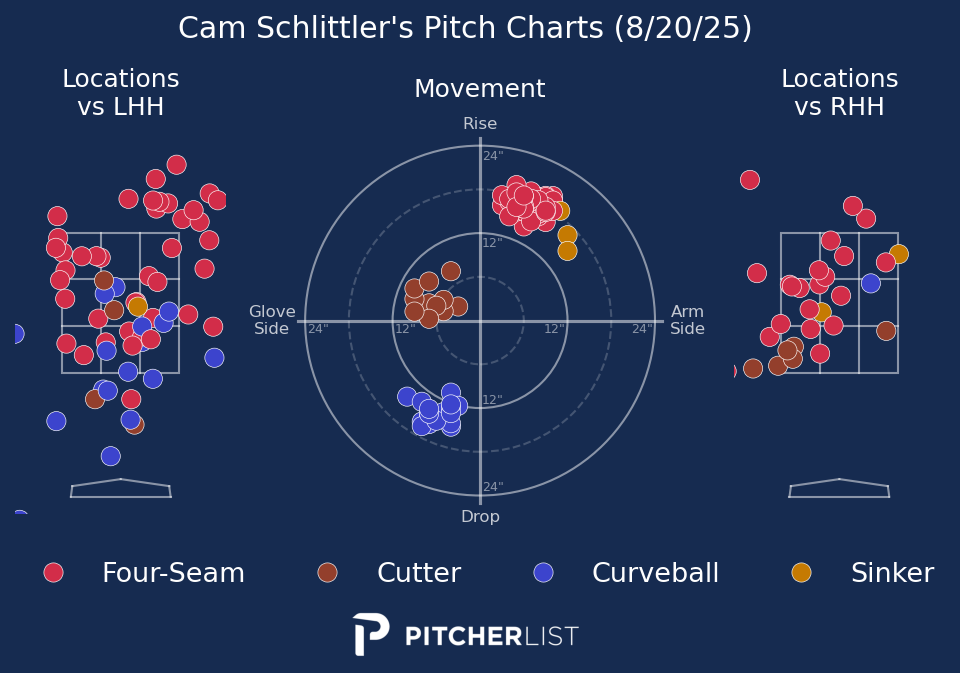 Cam Schlittler's Pitch Charts (8/20/25)
Locations
vs LHH
Movement
Locations
vs RHH
Rise
24"
12"
Glove
Side
24"
12"
12"
24"
Arm
Side
12"
24"
Drop
Four-Seam
Cutter
Curveball
Sinker
PITCHERLIST